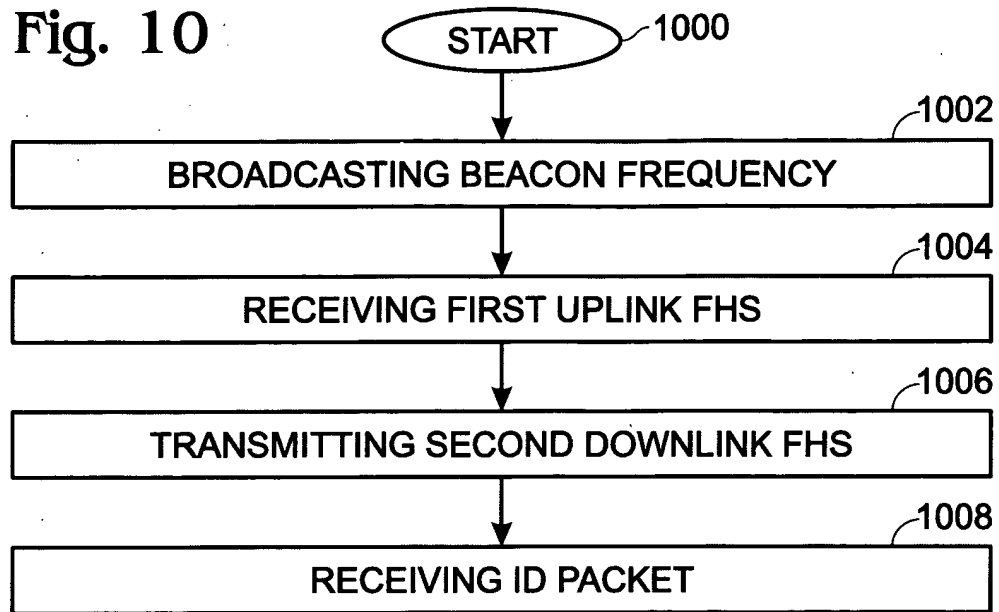 Fig. 10
START
1000
1002
BROADCASTING BEACON FREQUENCY
1004
RECEIVING FIRST UPLINK FHS
1006
TRANSMITTING SECOND DOWNLINK FHS
1008
RECEIVING ID PACKET